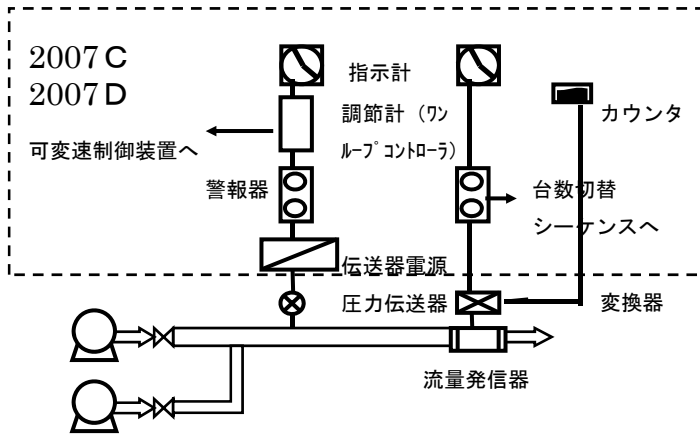 2007C
2007D
指示計
調節計（ワン
ﾙｰﾌﾟｺﾝﾄﾛｰﾗ）
カウンタ
可変速制御装置へ
警報器
台数切替
シーケンスへ
伝送器電源
圧力伝送器
変換器
流量発信器